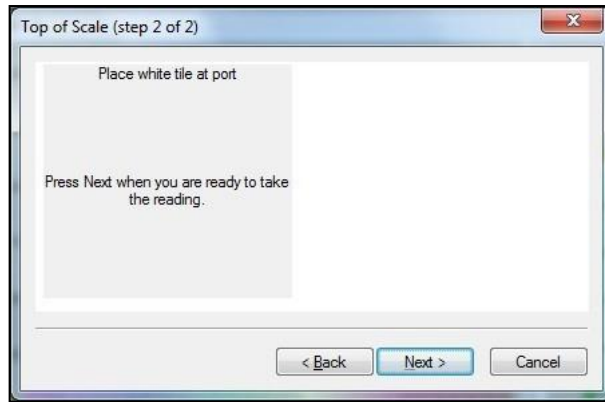 Top of Scale (step 2 of 2)
Place white tile at port
Press Next when you are ready to take
the reading.
< Back
Next >
Cancel